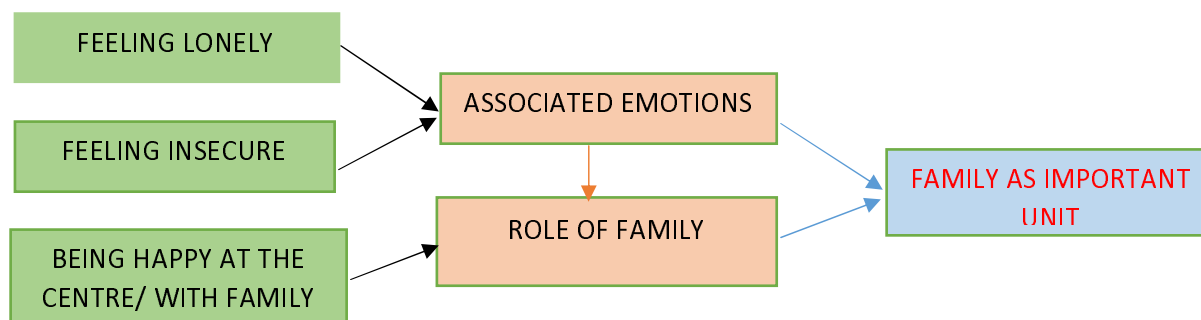 FEELING LONELY
FEELING INSECURE
BEING HAPPY AT THE
CENTRE/ WITH FAMILY
ASSOCIATED EMOTIONS
ROLE OF FAMILY
FAMILY AS IMPORTANT
UNIT